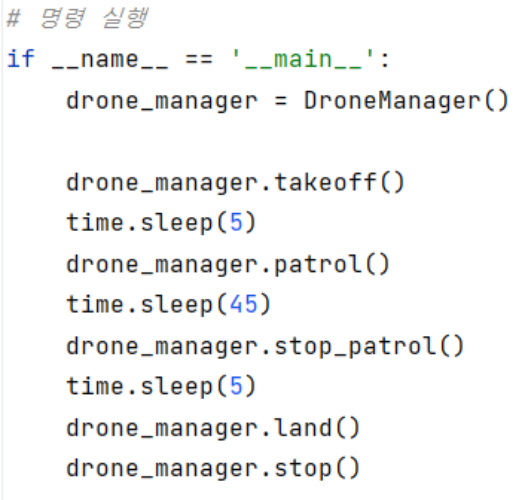 # 명령 실행
if __name__ == '__main__':
    drone_manager = DroneManager()

    drone_manager.takeoff()
    time.sleep(5)
    drone_manager.patrol()
    time.sleep(45)
    drone_manager.stop_patrol()
    time.sleep(5)
    drone_manager.land()
    drone_manager.stop()